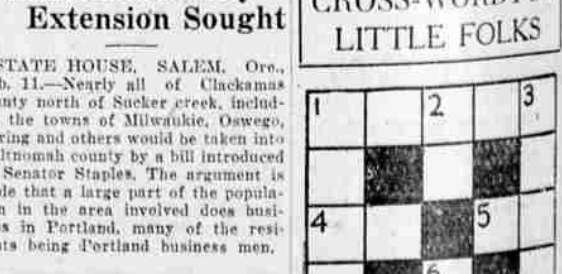 Extension Sought
STATE HOUSE, SALEM, Ore.,
b. 11.—Nearly all of Clackamas
nty north of Sucker creek, includ-
the towns of Milwaukie, Oswego,
ring and others would be taken into
ltnomah county by a bill introduced
Senator Staples. The argument is
de that a large part of the popula-
n in the area involved does busi-
s in Portland, many of the resi-
nts being Portland business men.
CROSS-WORD
LITTLE FOLKS
1 2 3
4 5
6